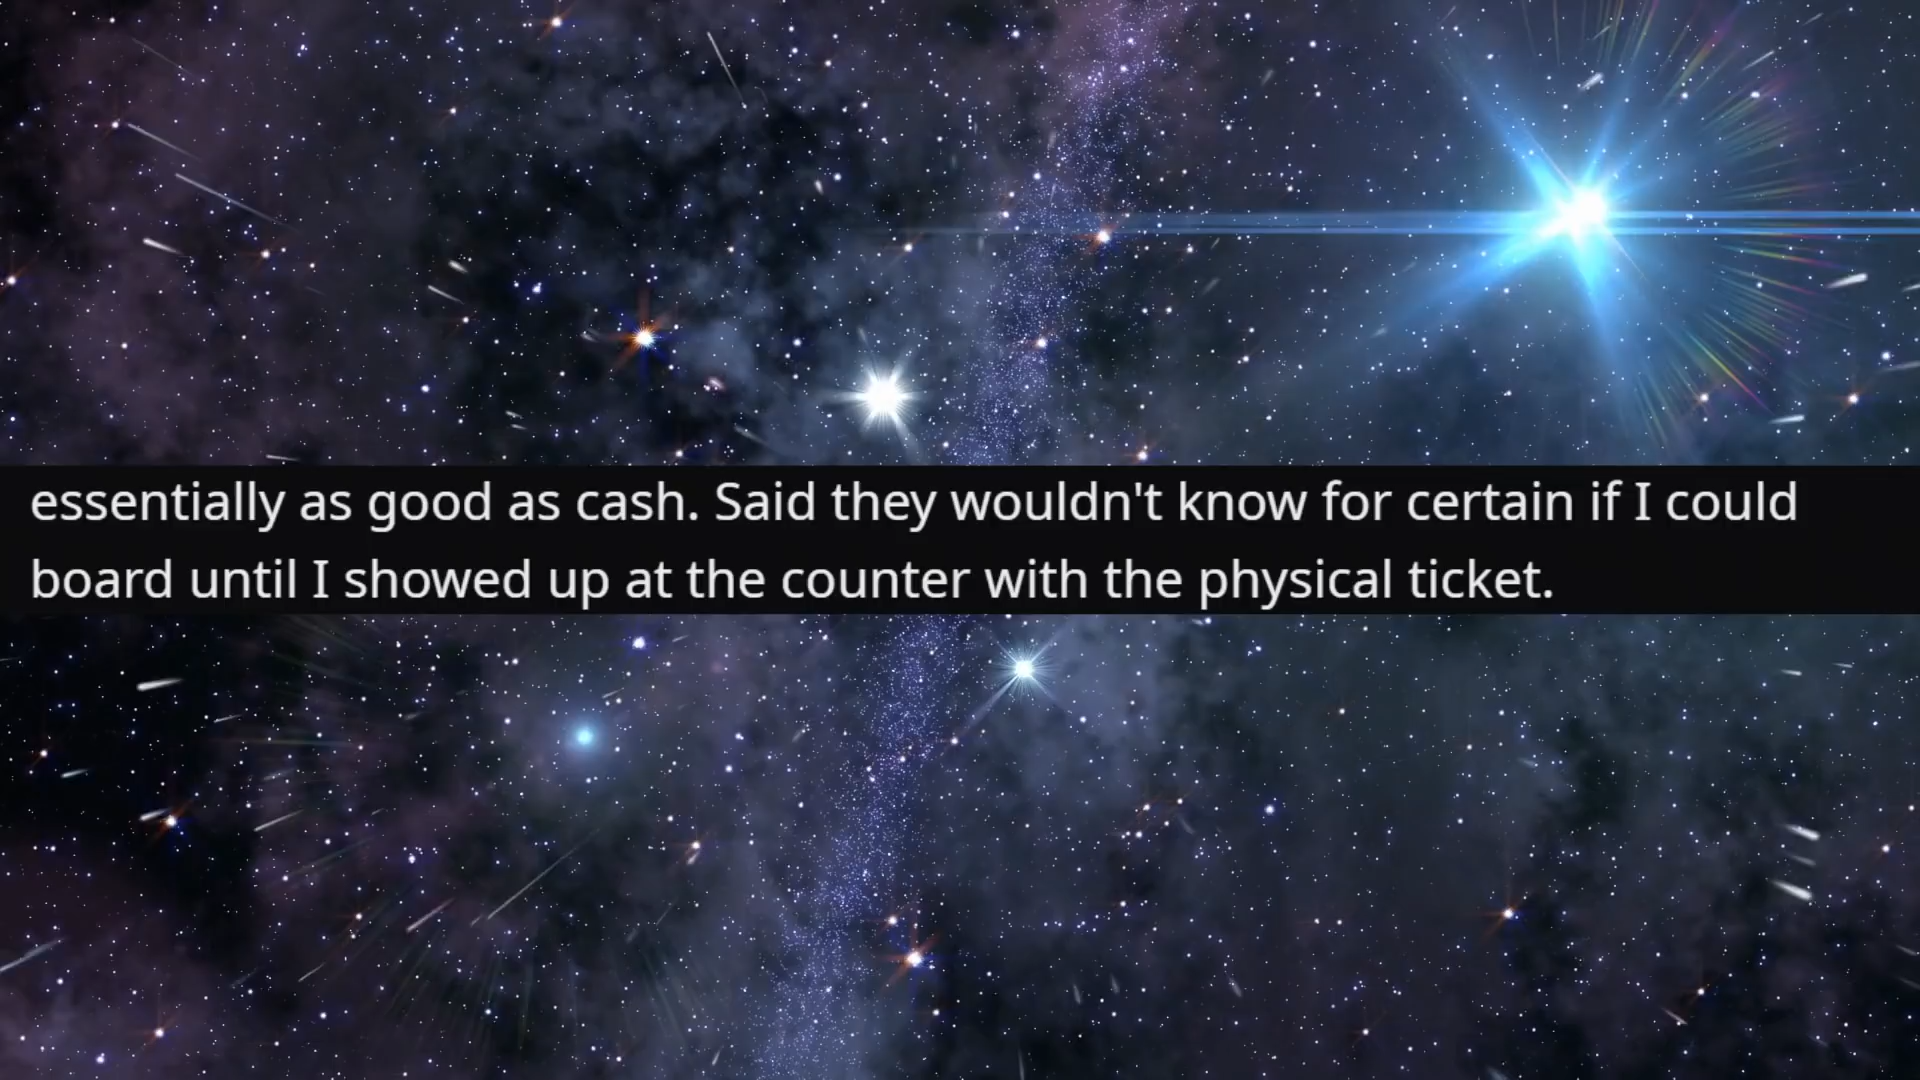 essentially as good as cash. Said they wouldn't know for certain if I could
board until I showed up at the counter with the physical ticket.